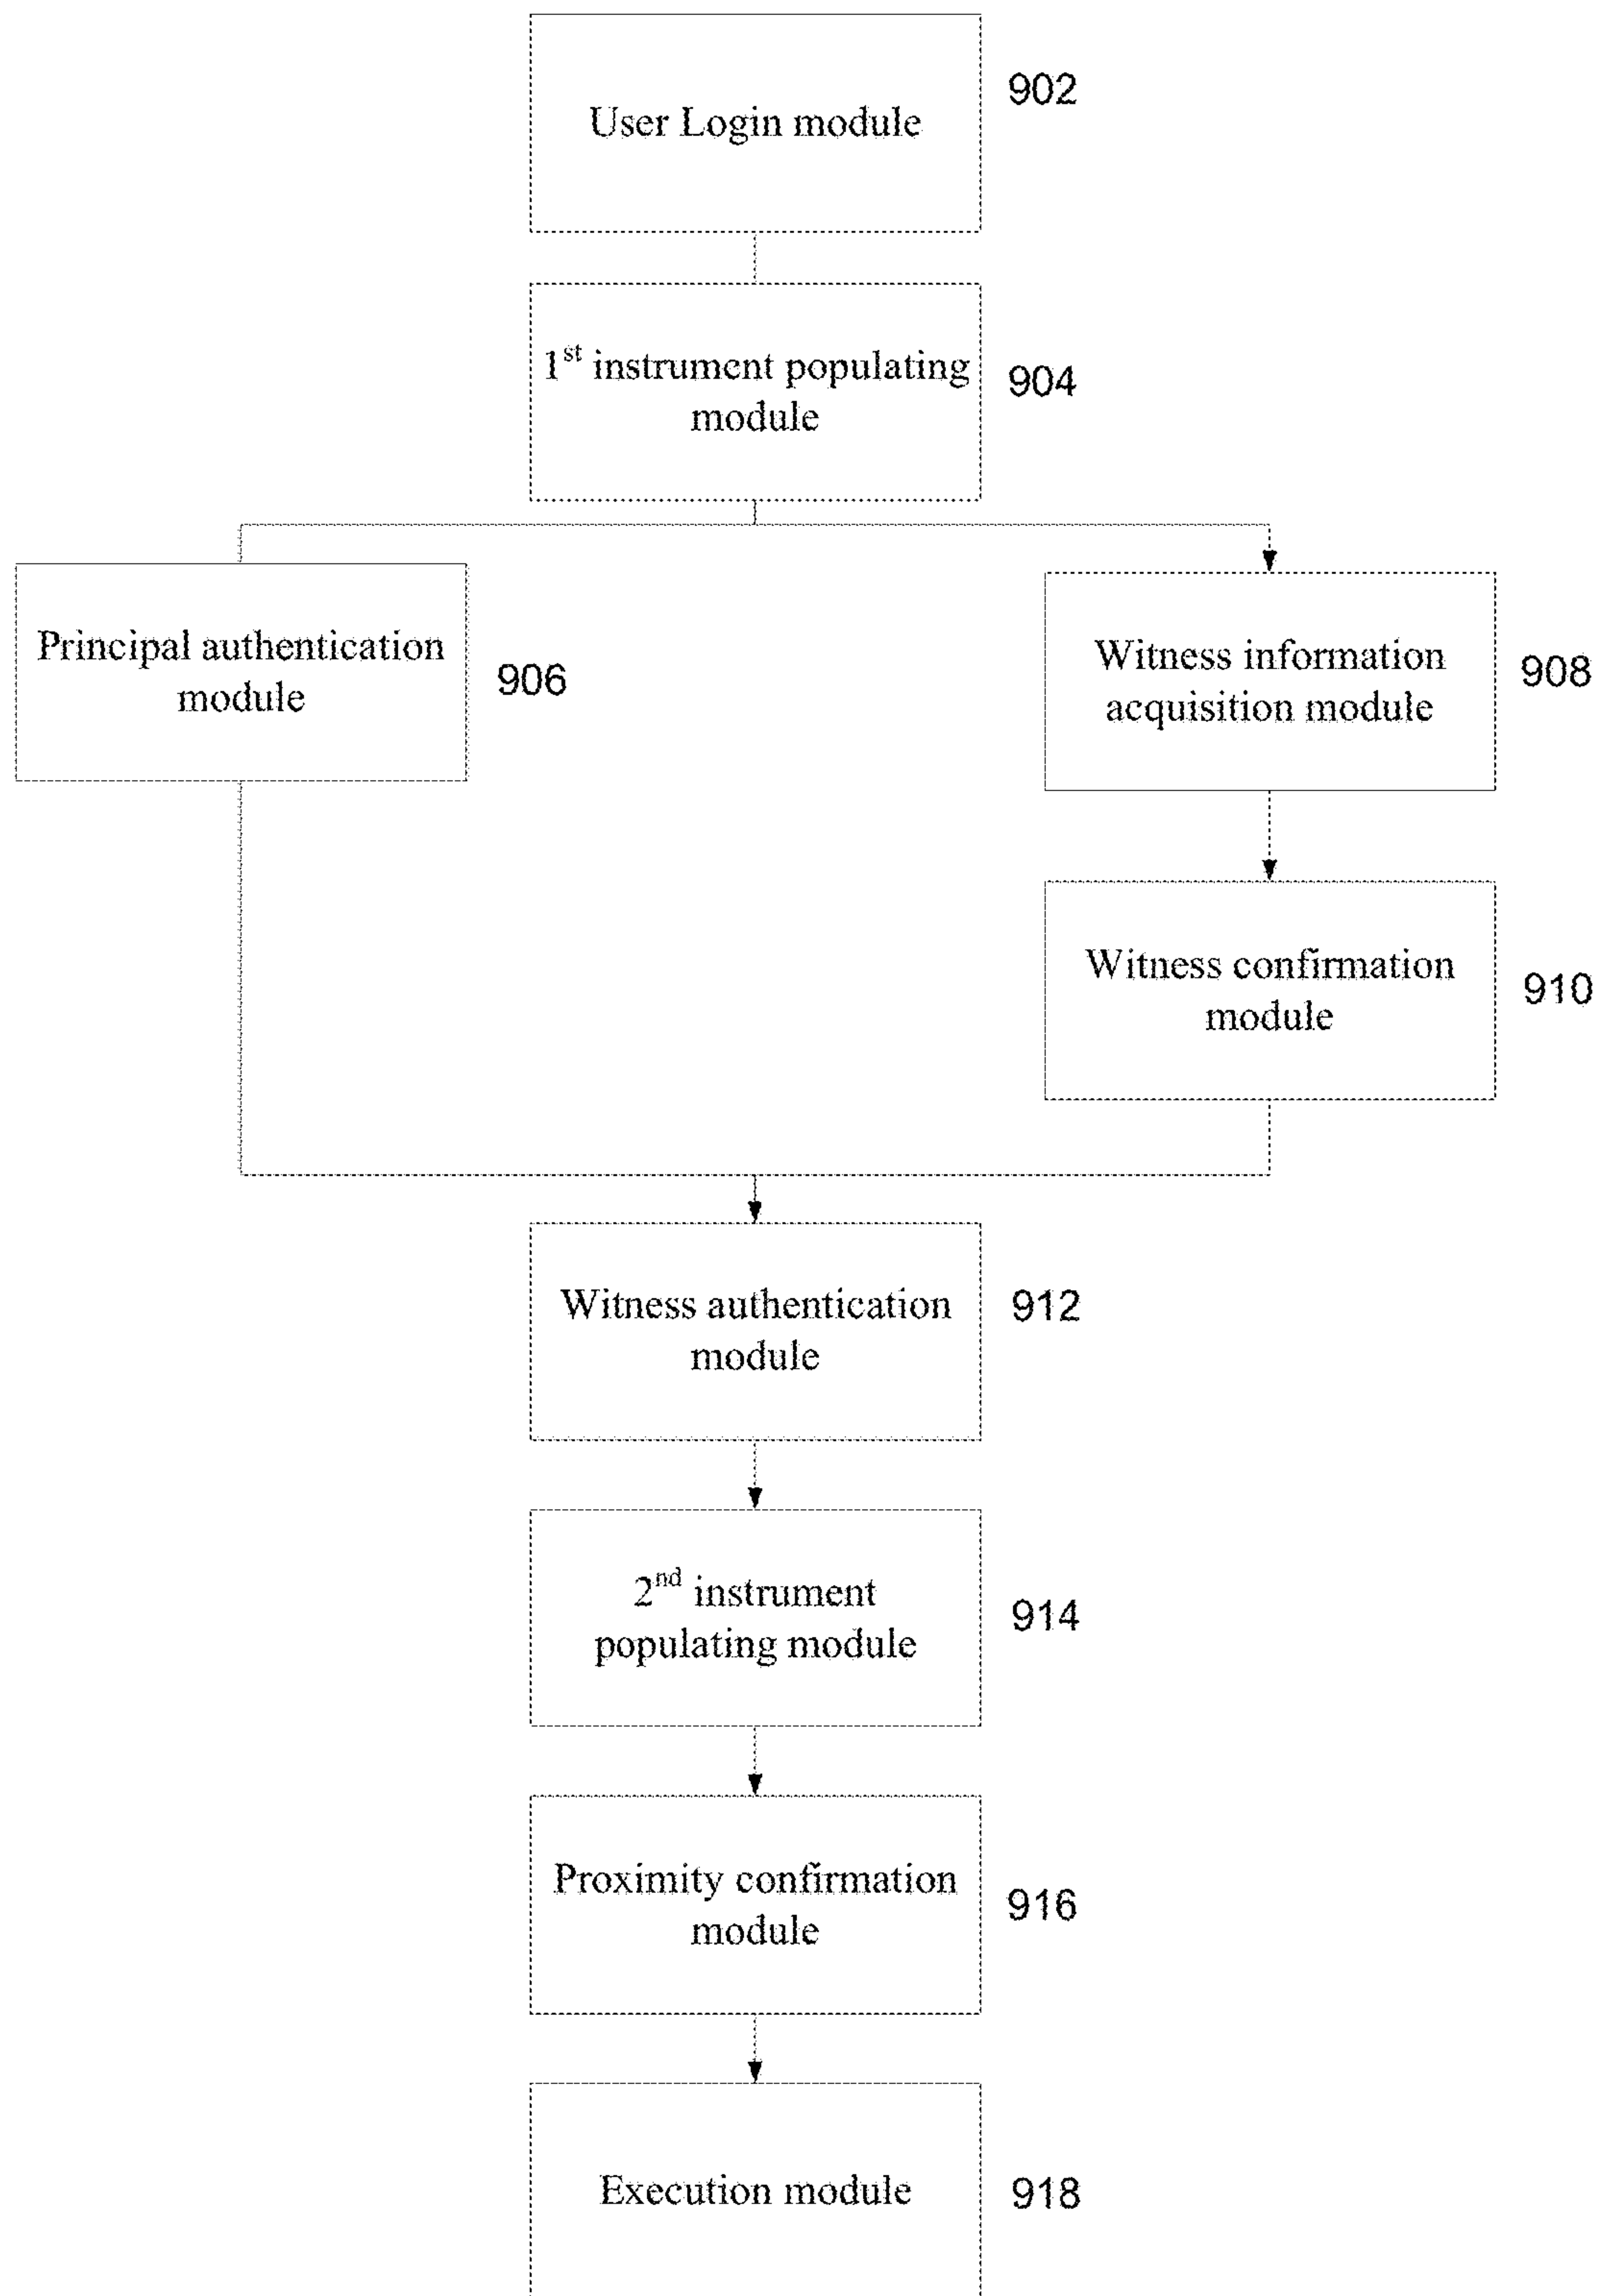 User Login module
902
1st instrument populating
module
904
Principal authentication
module
906
Witness information
acquisition module
908
Witness confirmation
module
910
Witness authentication
module
912
2nd instrument
populating module
914
Proximity confirmation
module
916
Execution module
918